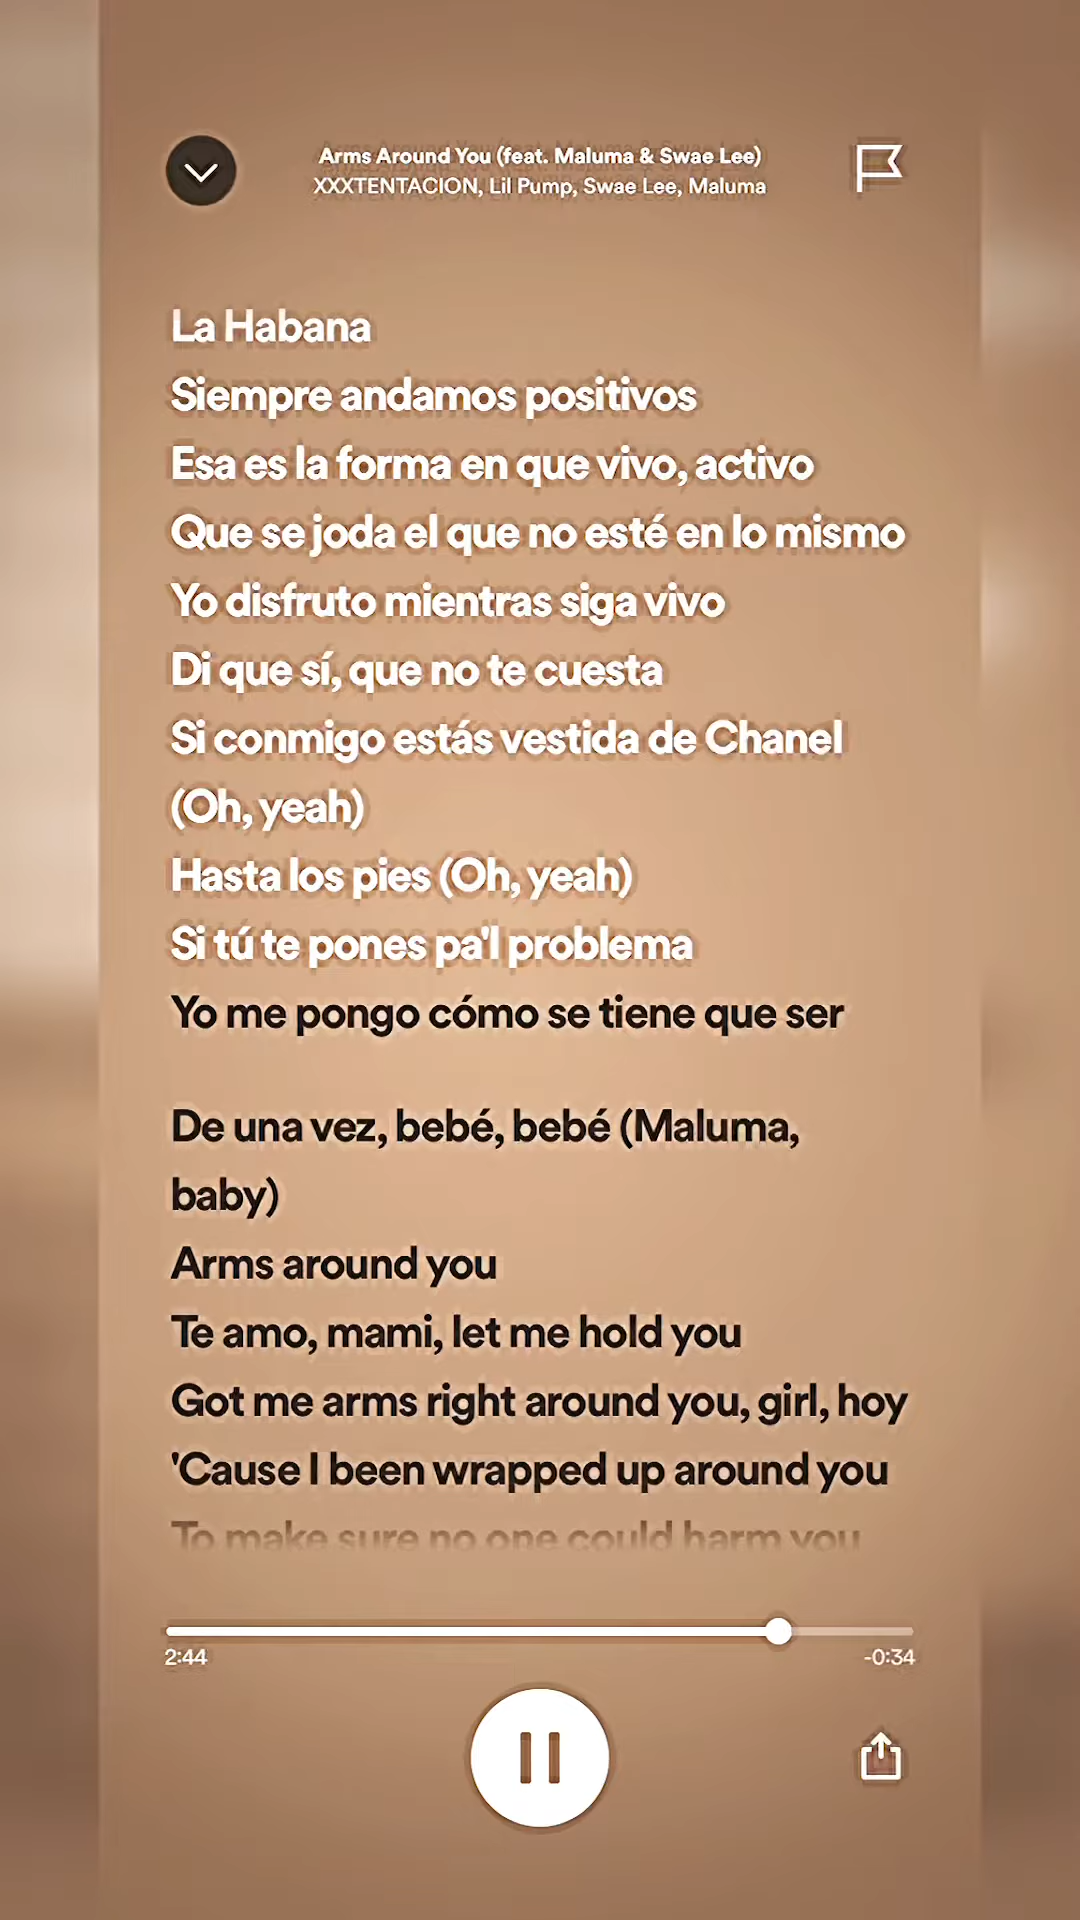 Arms Around You (feat. Maluma & Swae Lee)
XXXTENTACION, Lil Pump, Swae Lee, Maluma
La Habana
Siempre andamos positivos
Esa es la forma en que vivo, activo
Que se joda el que no esté en lo mismo
Yo disfruto mientras siga vivo
Di que sí, que no te cuesta
Si conmigo estás vestida de Chanel
(Oh, yeah)
Hasta los pies (Oh, yeah)
Si tú te pones pa'l problema
Yo me pongo cómo se tiene que ser
De una vez, bebé, bebé (Maluma,
baby)
Arms around you
Te amo, mami, let me hold you
Got me arms right around you, girl, hoy
'Cause I been wrapped up around you
To make sure no one could harm you
2:44
-0:34